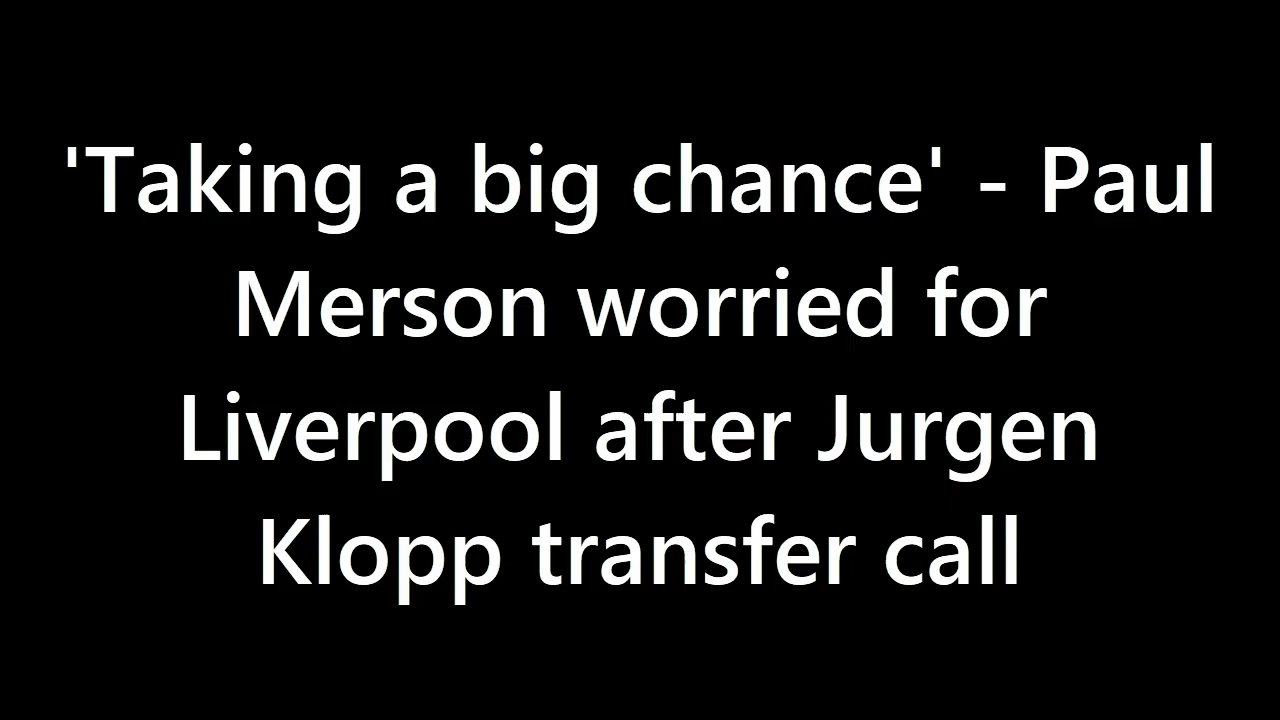 'Taking a big chance' - Paul
Merson worried for
Liverpool after Jurgen
Klopp transfer call